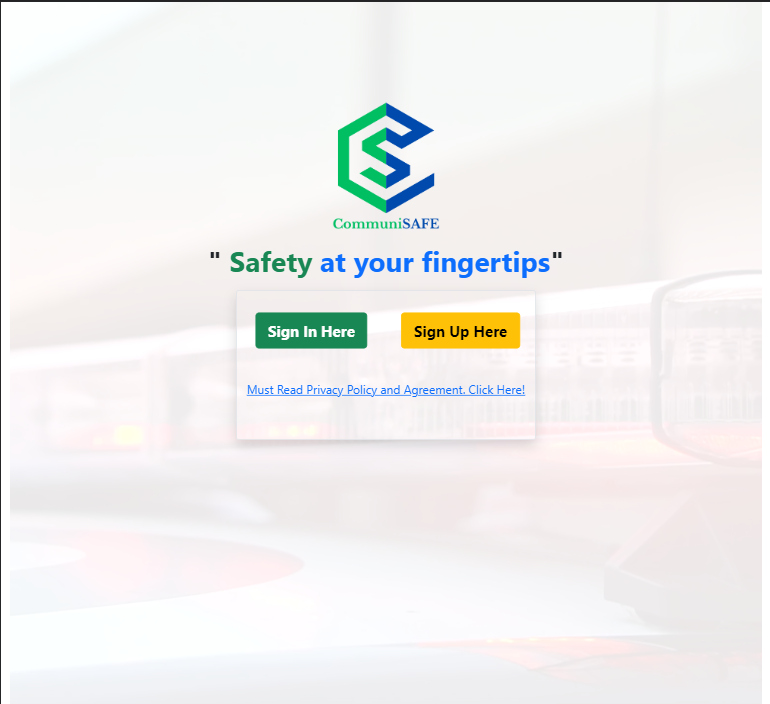 CommuniSAFE
" Safety at your fingertips"
Sign In Here Sign Up Here
Must Read Privacy Policy and Agreement. Click Here!